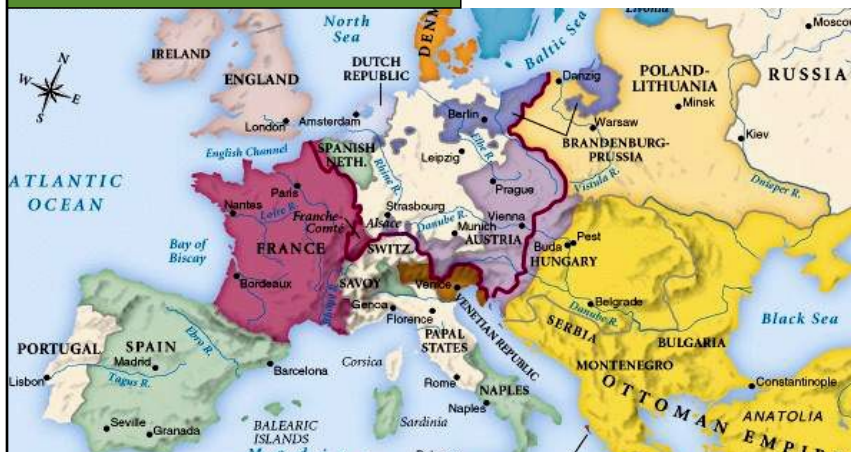 North
Sea
DENM
Baltic Sea
Livonia
Moscow
IRELAND
N
W
E
S
ENGLAND
DUTCH
REPUBLIC
Danzig
POLAND-
LITHUANIA
RUSSIA
Minsk
London
Amsterdam
Berlin
Warsaw
Kiev
BRANDENBURG-
PRUSSIA
English Channel
SPANISH
NETH.
Rhine R.
Leipzig
Elbe R.
Prague
Vistula R.
Dnieper R.
ATLANTIC
OCEAN
Paris
Nantes
Loire R.
Strasbourg
Alsace
Danube R.
Munich
Vienna
AUSTRIA
Franche-
Comté
FRANCE
SWITZ.
Buda
Pest
HUNGARY
Bay of
Biscay
Bordeaux
Rhône R.
SAVOY
Venice
Genoa
Florence
VENETIAN REPUBLIC
Belgrade
Danube R.
Black Sea
SERBIA
BULGARIA
PORTUGAL
SPAIN
Ebro R.
Madrid
PAPAL
STATES
Corsica
MONTENEGRO
Lisbon
Tagus R.
Barcelona
Rome
NAPLES
Constantinople
OTTOMAN EMPI
ANATOLIA
Naples
Seville
Granada
BALEARIC
ISLANDS
Sardinia